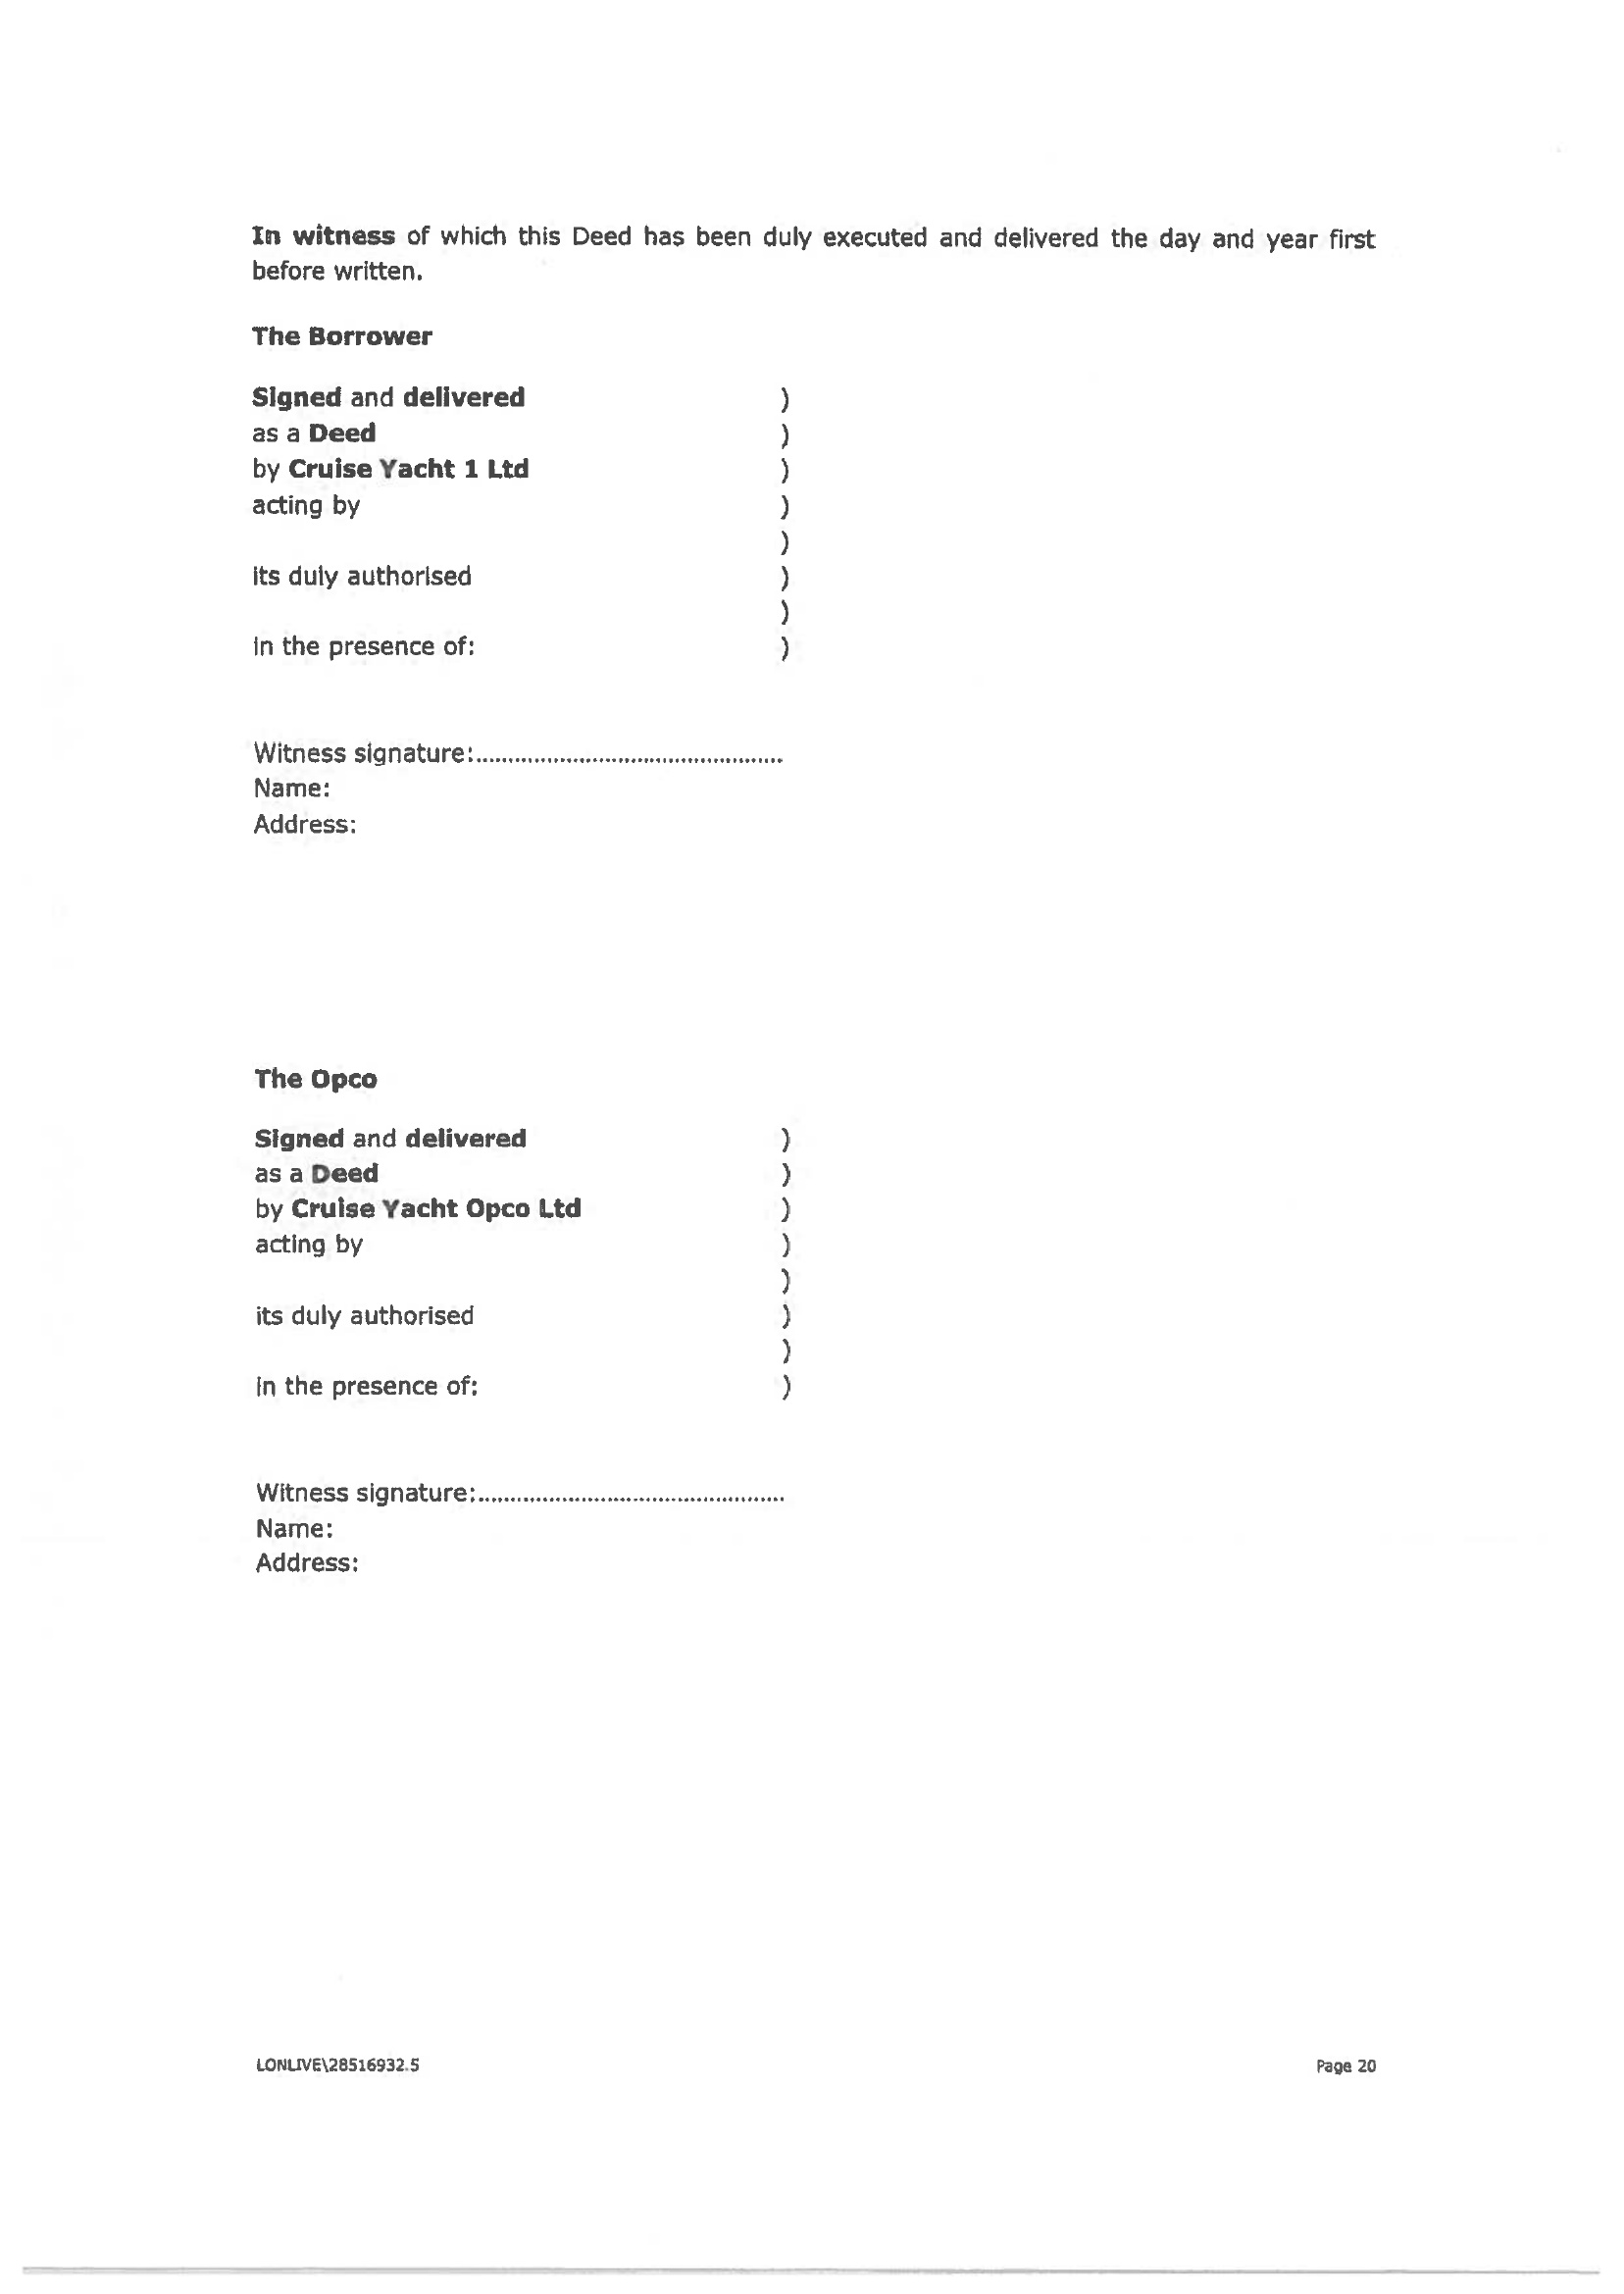 In witness of which this Deed has been duly executed and delivered the day and year first
before written.
The Borrower
Signed and delivered )
as a Deed )
by Cruise Yacht 1 Ltd )
acting by )
)
its duly authorised )
)
in the presence of: )
Witness signature:................................................
Name:
Address:
The Opco
Signed and delivered )
as a Deed )
by Cruise Yacht Opco Ltd )
acting by )
)
its duly authorised )
)
in the presence of: )
Witness signature:................................................
Name:
Address:
LONLIVE\28516932.5 Page 20